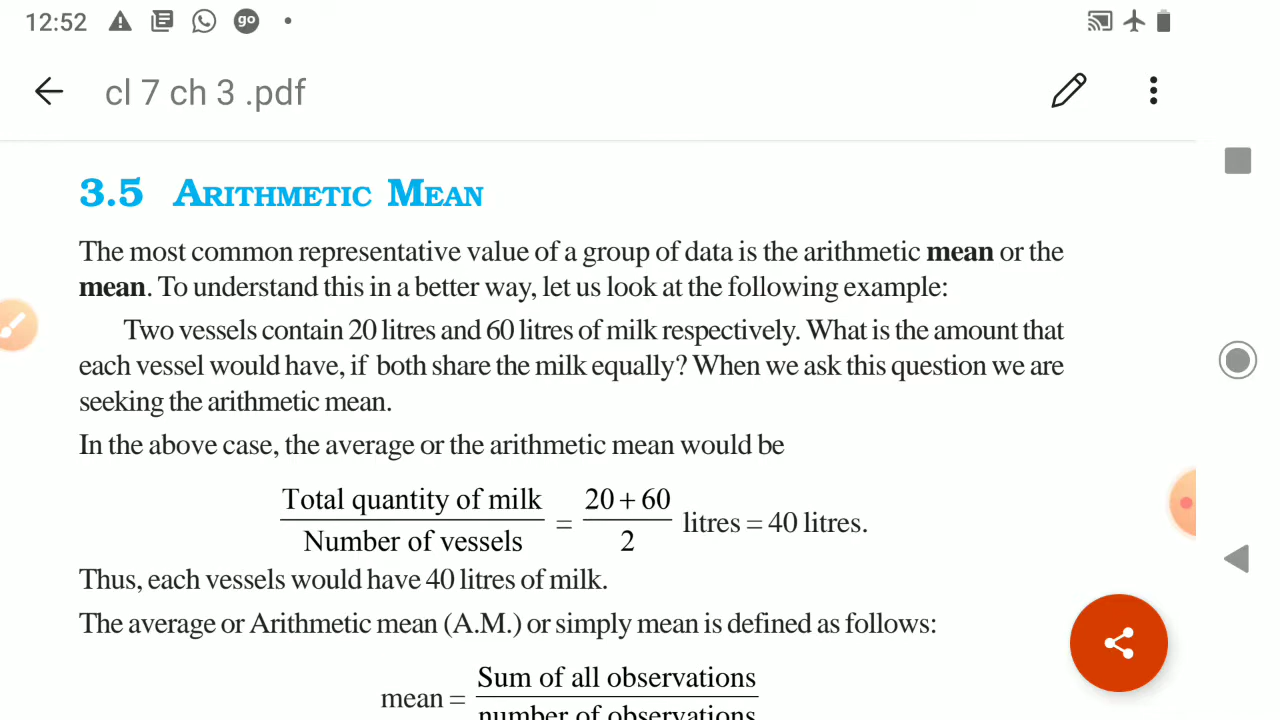 12:52
go
cl 7 ch 3 .pdf
3.5 ARITHMETIC MEAN
The most common representative value of a group of data is the arithmetic mean or the
mean. To understand this in a better way, let us look at the following example:
Two vessels contain 20 litres and 60 litres of milk respectively. What is the amount that
each vessel would have, if both share the milk equally? When we ask this question we are
seeking the arithmetic mean.
In the above case, the average or the arithmetic mean would be
Total quantity of milk
Number of vessels
=
20 + 60
2
litres = 40 litres.
Thus, each vessels would have 40 litres of milk.
The average or Arithmetic mean (A.M.) or simply mean is defined as follows:
mean =
Sum of all observations
number of observations